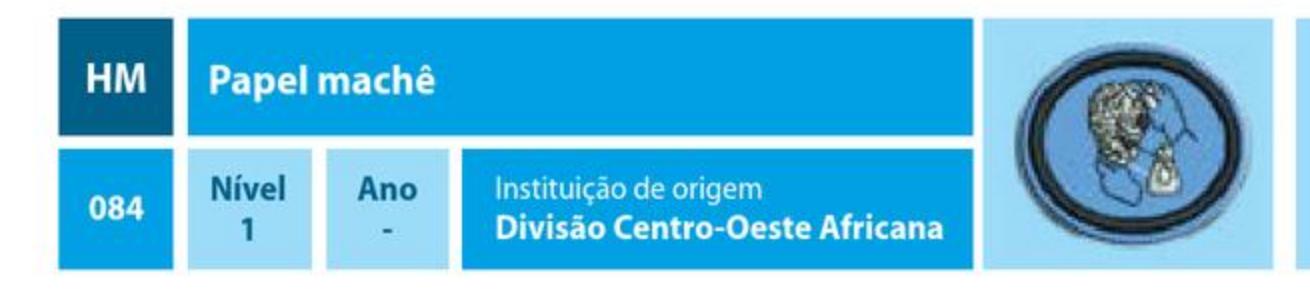 HM
Papel machê
084
Nível
1
Ano
-
Instituição de origem
Divisão Centro-Oeste Africana